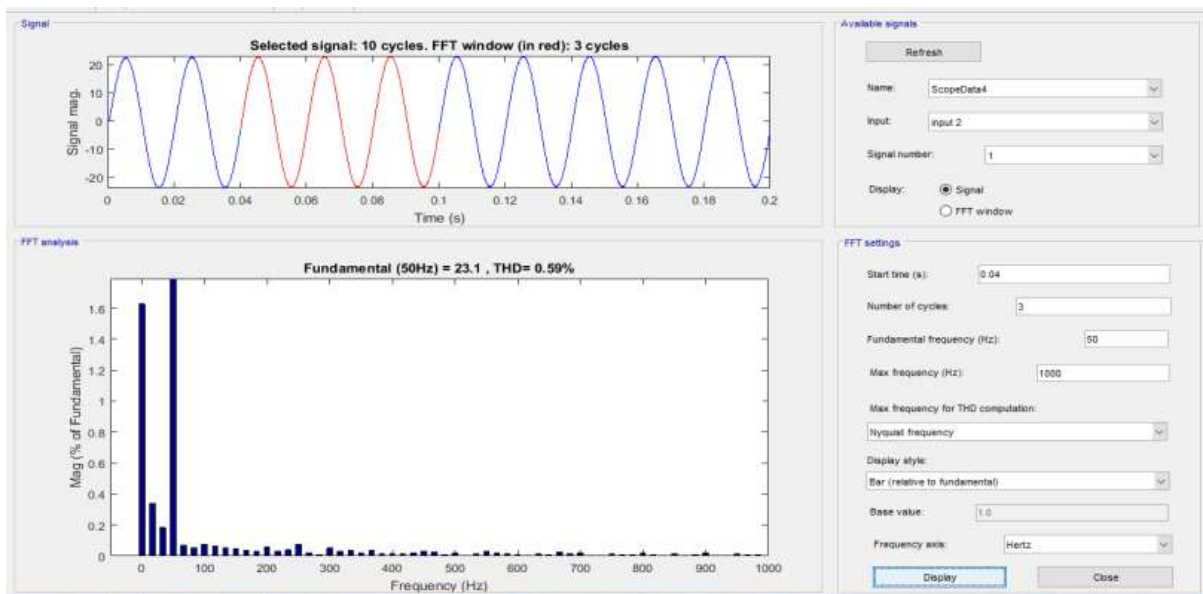 Signal
Selected signal: 10 cycles. FFT window (in red): 3 cycles
20
10
0
-10
-20
Signal mag.
0 0.02 0.04 0.06 0.08 0.1 0.12 0.14 0.16 0.18 0.2
Time (s)
FFT analysis
Fundamental (50Hz) = 23.1 , THD= 0.59%
1.6
1.4
1.2
1
0.8
0.6
0.4
0.2
0
Mag (% of Fundamental)
0 100 200 300 400 500 600 700 800 900 1000
Frequency (Hz)
Available signals
Refresh
Name: ScopeData4
Input: input 2
Signal number: 1
Display: Signal
FFT window
FFT settings
Start time (s): 0.04
Number of cycles: 3
Fundamental frequency (Hz): 50
Max frequency (Hz): 1000
Max frequency for THD computation:
Nyquist frequency
Display style:
Bar (relative to fundamental)
Base value: 1.0
Frequency axis: Hertz
Display Close